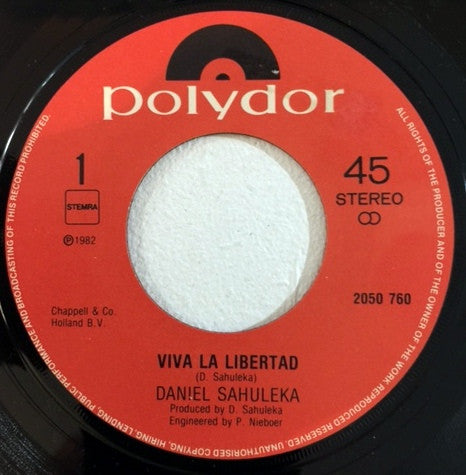 polydor
1
45
STEREO
STEMRA
℗ 1982
2050 760
Chappell & Co.
Holland B.V.
VIVA LA LIBERTAD
(D. Sahuleka)
DANIEL SAHULEKA
Produced by D. Sahuleka
Engineered by P. Nieboer
ALL RIGHTS OF THE PRODUCER AND OF THE OWNER OF THE WORK REPRODUCED RESERVED. UNAUTHORISED COPYING, HIRING, LENDING, PUBLIC PERFORMANCE AND BROADCASTING OF THIS RECORD PROHIBITED.